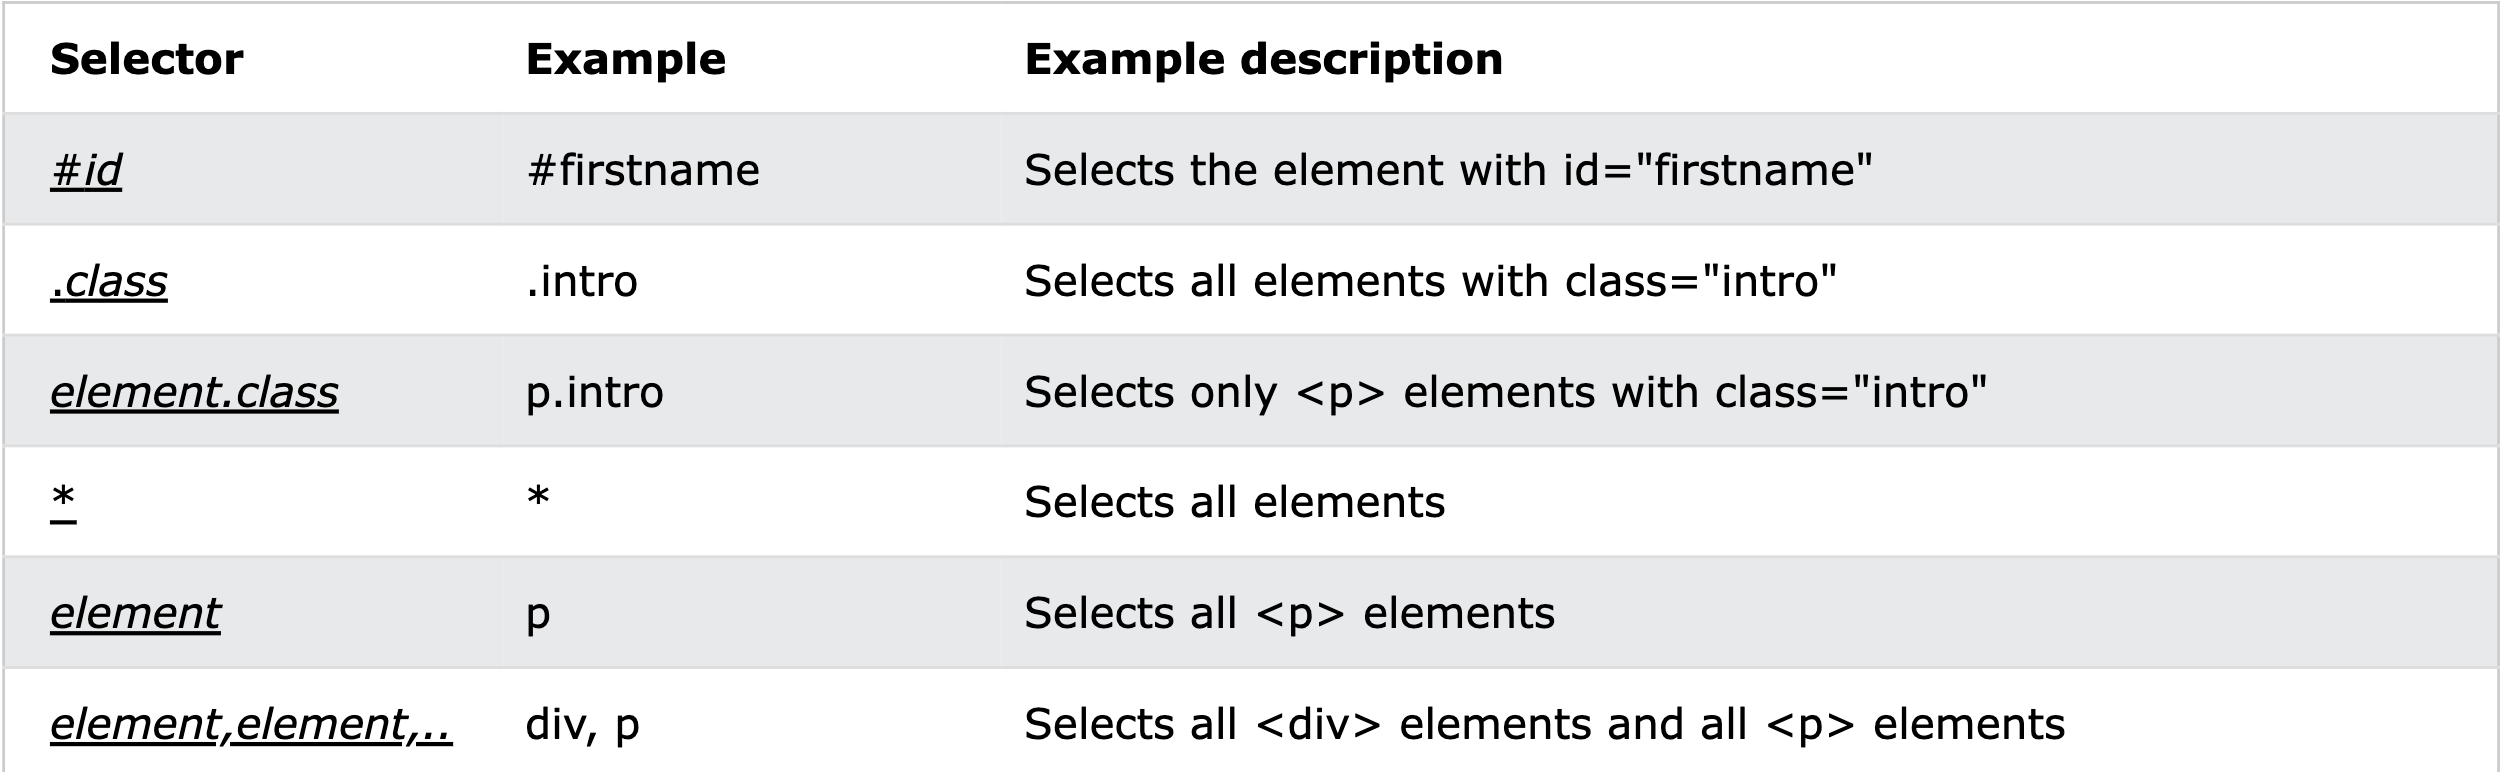 Selector Example Example description
#id #firstname Selects the element with id="firstname"
.class .intro Selects all elements with class="intro"
element.class p.intro Selects only <p> elements with class="intro"
* * Selects all elements
element p Selects all <p> elements
element,element,.. div, p Selects all <div> elements and all <p> elements